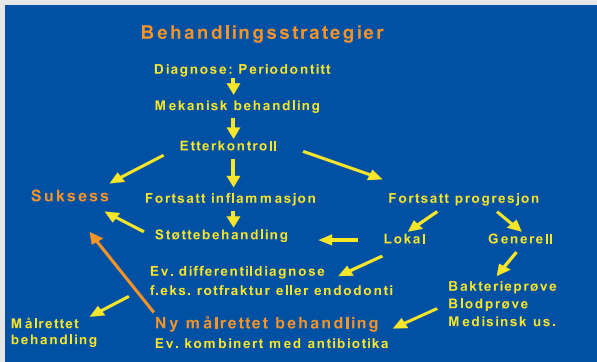 Behandlingsstrategier
Diagnose: Periodontitt
Mekanisk behandling
Etterkontroll
Suksess
Fortsatt inflammasjon
Fortsatt progresjon
Støttebehandling
Lokal
Generell
Ev. differentildiagnose
f.eks. rotfraktur eller endodonti
Bakterieprøve
Blodprøve
Medisinsk us.
Målrettet
behandling
Ny målrettet behandling
Ev. kombinert med antibiotika